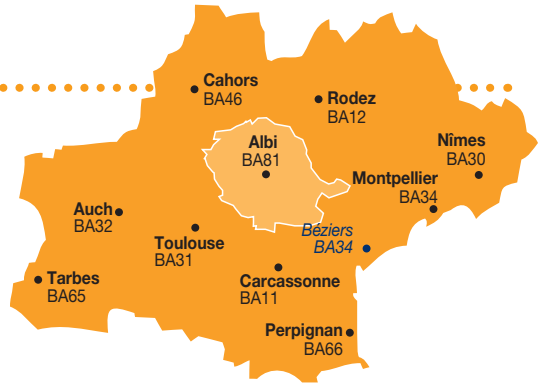 Cahors
BA46
Rodez
BA12
Albi
BA81
Nîmes
BA30
Montpellier
BA34
Auch
BA32
Toulouse
BA31
Béziers
BA34
Tarbes
BA65
Carcassonne
BA11
Perpignan
BA66